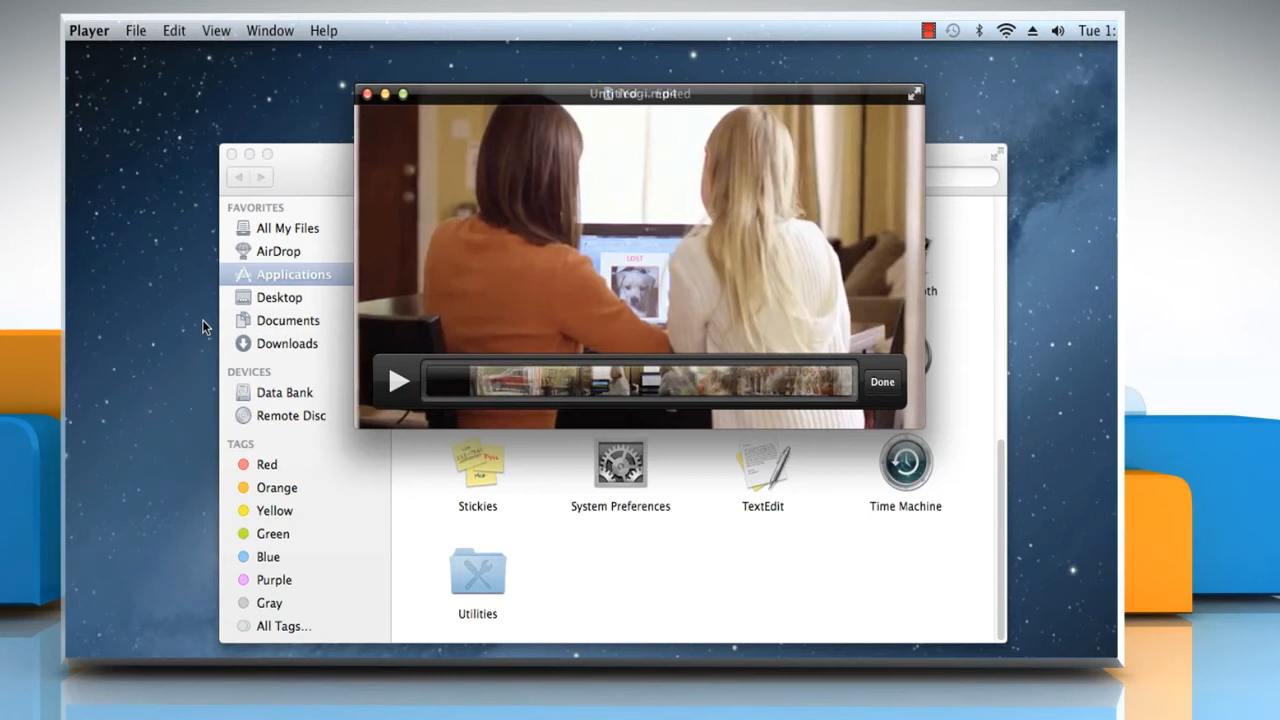 Player File Edit View Window Help Tue 1:
Done
FAVORITES
All My Files
AirDrop
Applications
Desktop
Documents
Downloads
DEVICES
Data Bank
Remote Disc
TAGS
Red
Orange
Yellow
Green
Blue
Purple
Gray
All Tags...
LOST
oth
Stickies System Preferences TextEdit Time Machine
Utilities